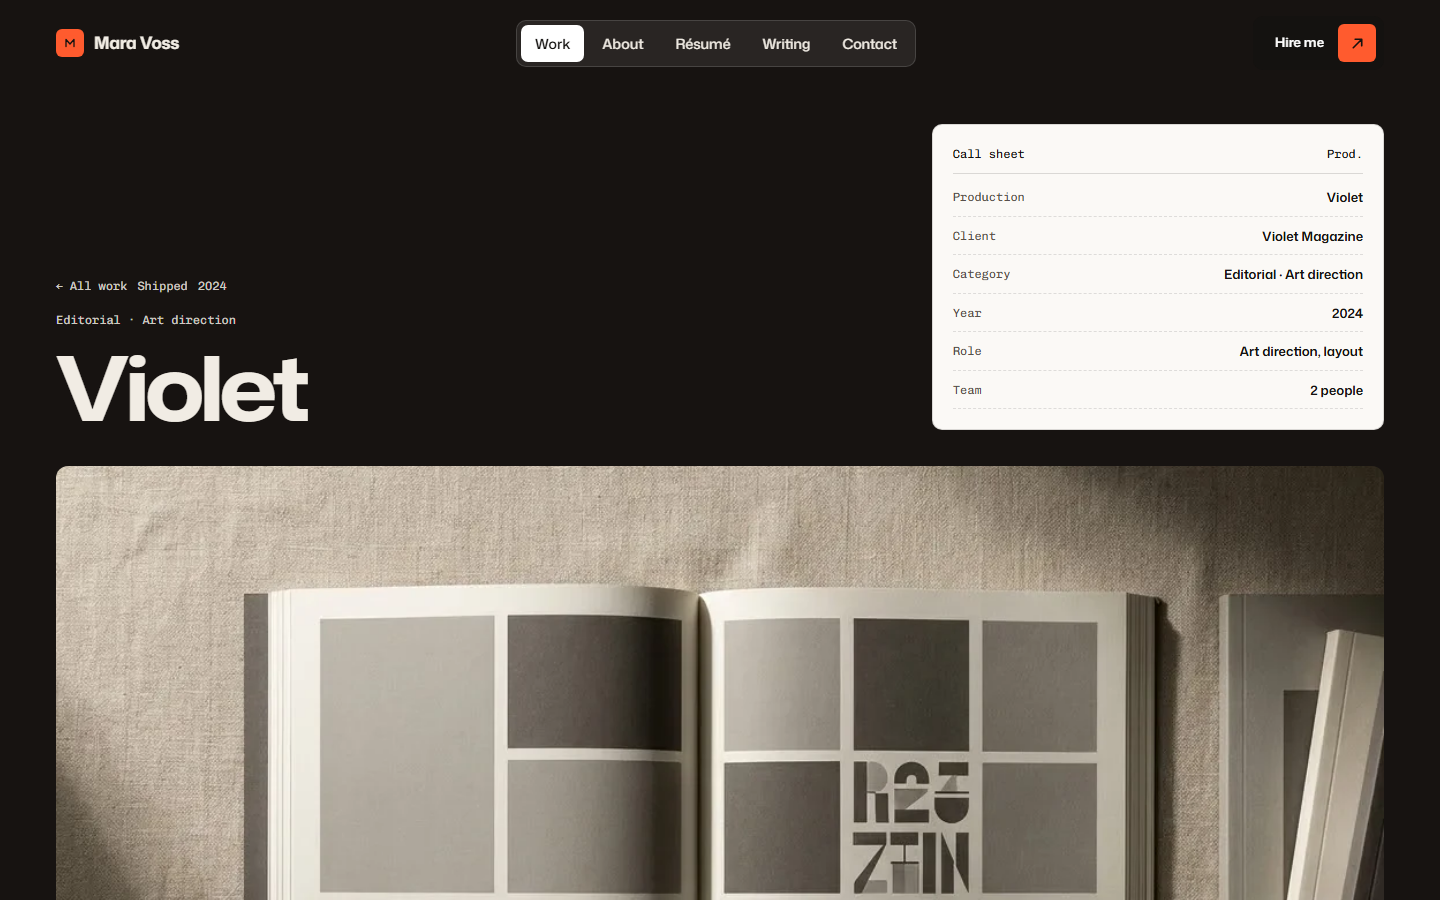 M Mara Voss
Work About Résumé Writing Contact
Hire me
Call sheet Prod.
Production Violet
Client Violet Magazine
Category Editorial · Art direction
Year 2024
Role Art direction, layout
Team 2 people
← All work Shipped 2024
Editorial · Art direction
Violet